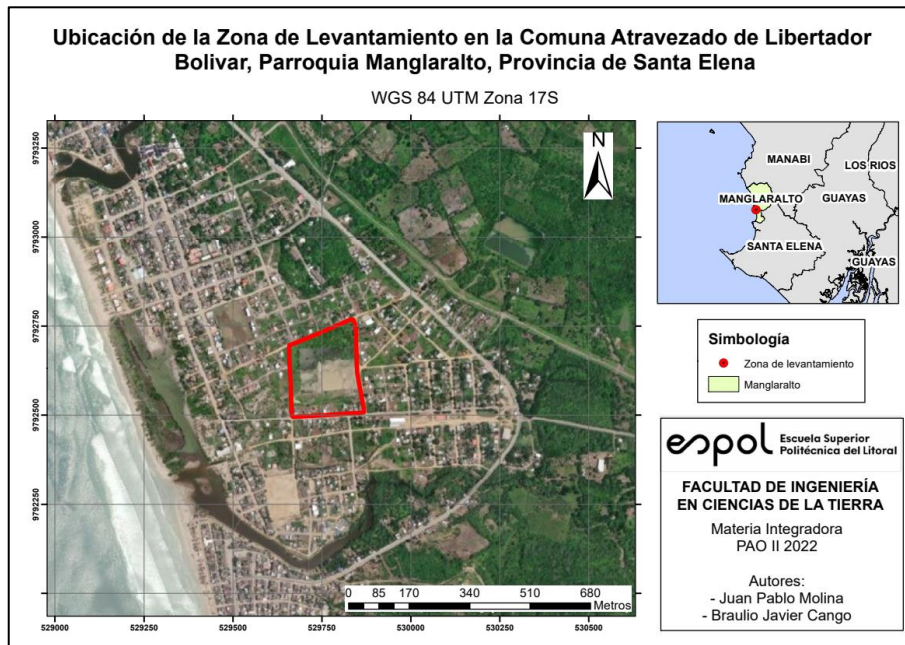 Ubicación de la Zona de Levantamiento en la Comuna Atravezado de Libertador
Bolivar, Parroquia Manglaralto, Provincia de Santa Elena
WGS 84 UTM Zona 17S
9793250
9793000
9792750
9792500
9792250
529000
529250
529500
529750
530000
530250
530500
N
0 85 170 340 510 680
Metros
MANABI
LOS RIOS
MANGLARALTO
GUAYAS
SANTA ELENA
GUAYAS
Simbología
Zona de levantamiento
Manglaralto
espol Escuela Superior
Politécnica del Litoral
FACULTAD DE INGENIERÍA
EN CIENCIAS DE LA TIERRA
Materia Integradora
PAO II 2022
Autores:
- Juan Pablo Molina
- Braulio Javier Cango